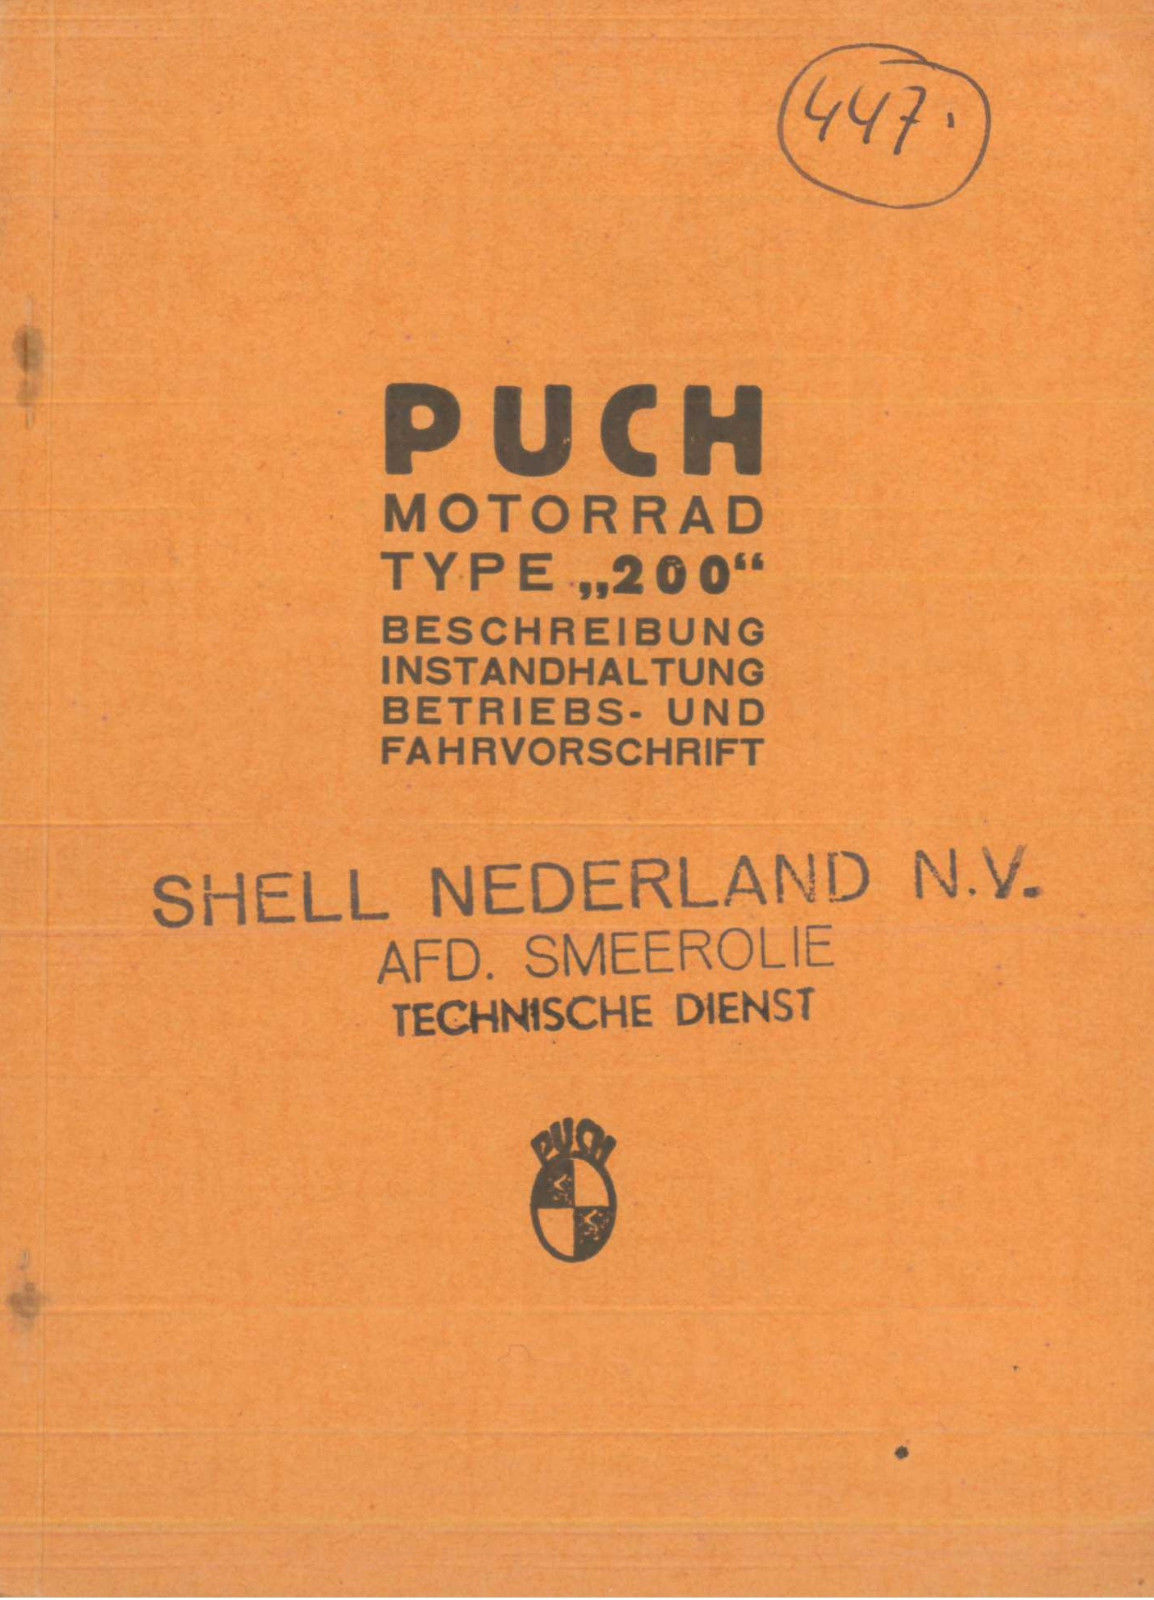 447.
PUCH
MOTORRAD
TYPE „200“
BESCHREIBUNG
INSTANDHALTUNG
BETRIEBS- UND
FAHRVORSCHRIFT
SHELL NEDERLAND N.V.
AFD. SMEEROLIE
TECHNISCHE DIENST
PUCH